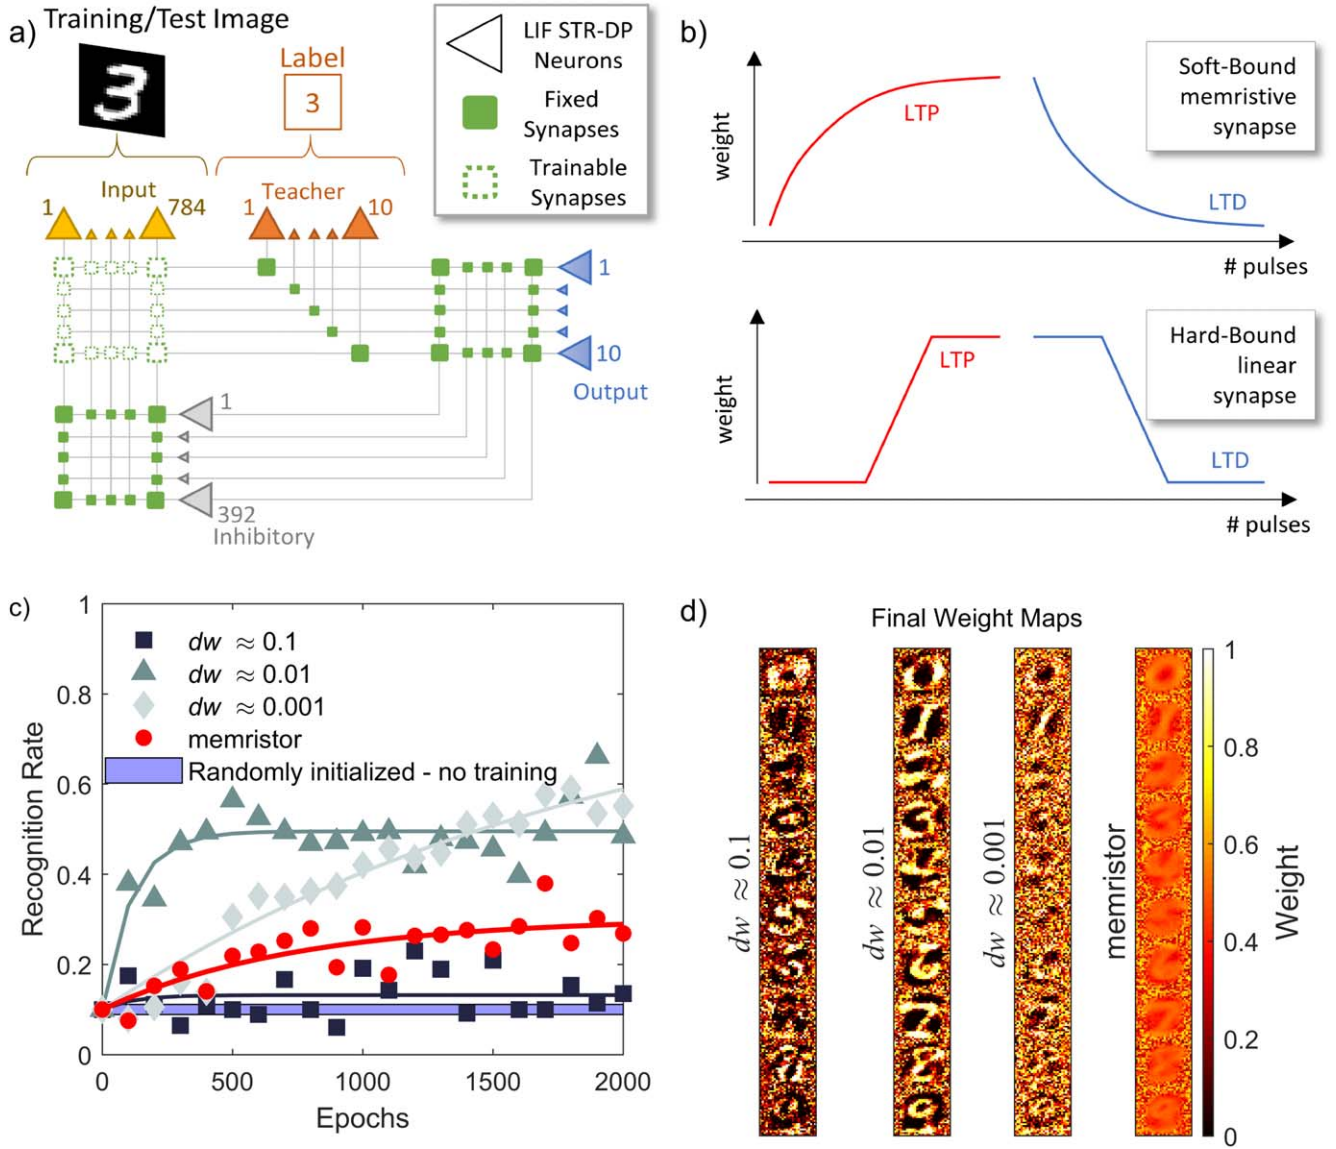 a)
Training/Test Image
Label
3
LIF STR-DP
Neurons
Fixed
Synapses
Trainable
Synapses
Input
1
784
Teacher
1
10
1
10
Output
1
392
Inhibitory
b)
Soft-Bound
memristive
synapse
weight
LTP
LTD
# pulses
Hard-Bound
linear
synapse
weight
LTP
LTD
# pulses
c)
Recognition Rate
1
0.8
0.6
0.4
0.2
0
dw ≈ 0.1
dw ≈ 0.01
dw ≈ 0.001
memristor
Randomly initialized - no training
0
500
1000
1500
2000
Epochs
d)
Final Weight Maps
dw ≈ 0.1
dw ≈ 0.01
dw ≈ 0.001
memristor
1
0.8
0.6
0.4
0.2
0
Weight